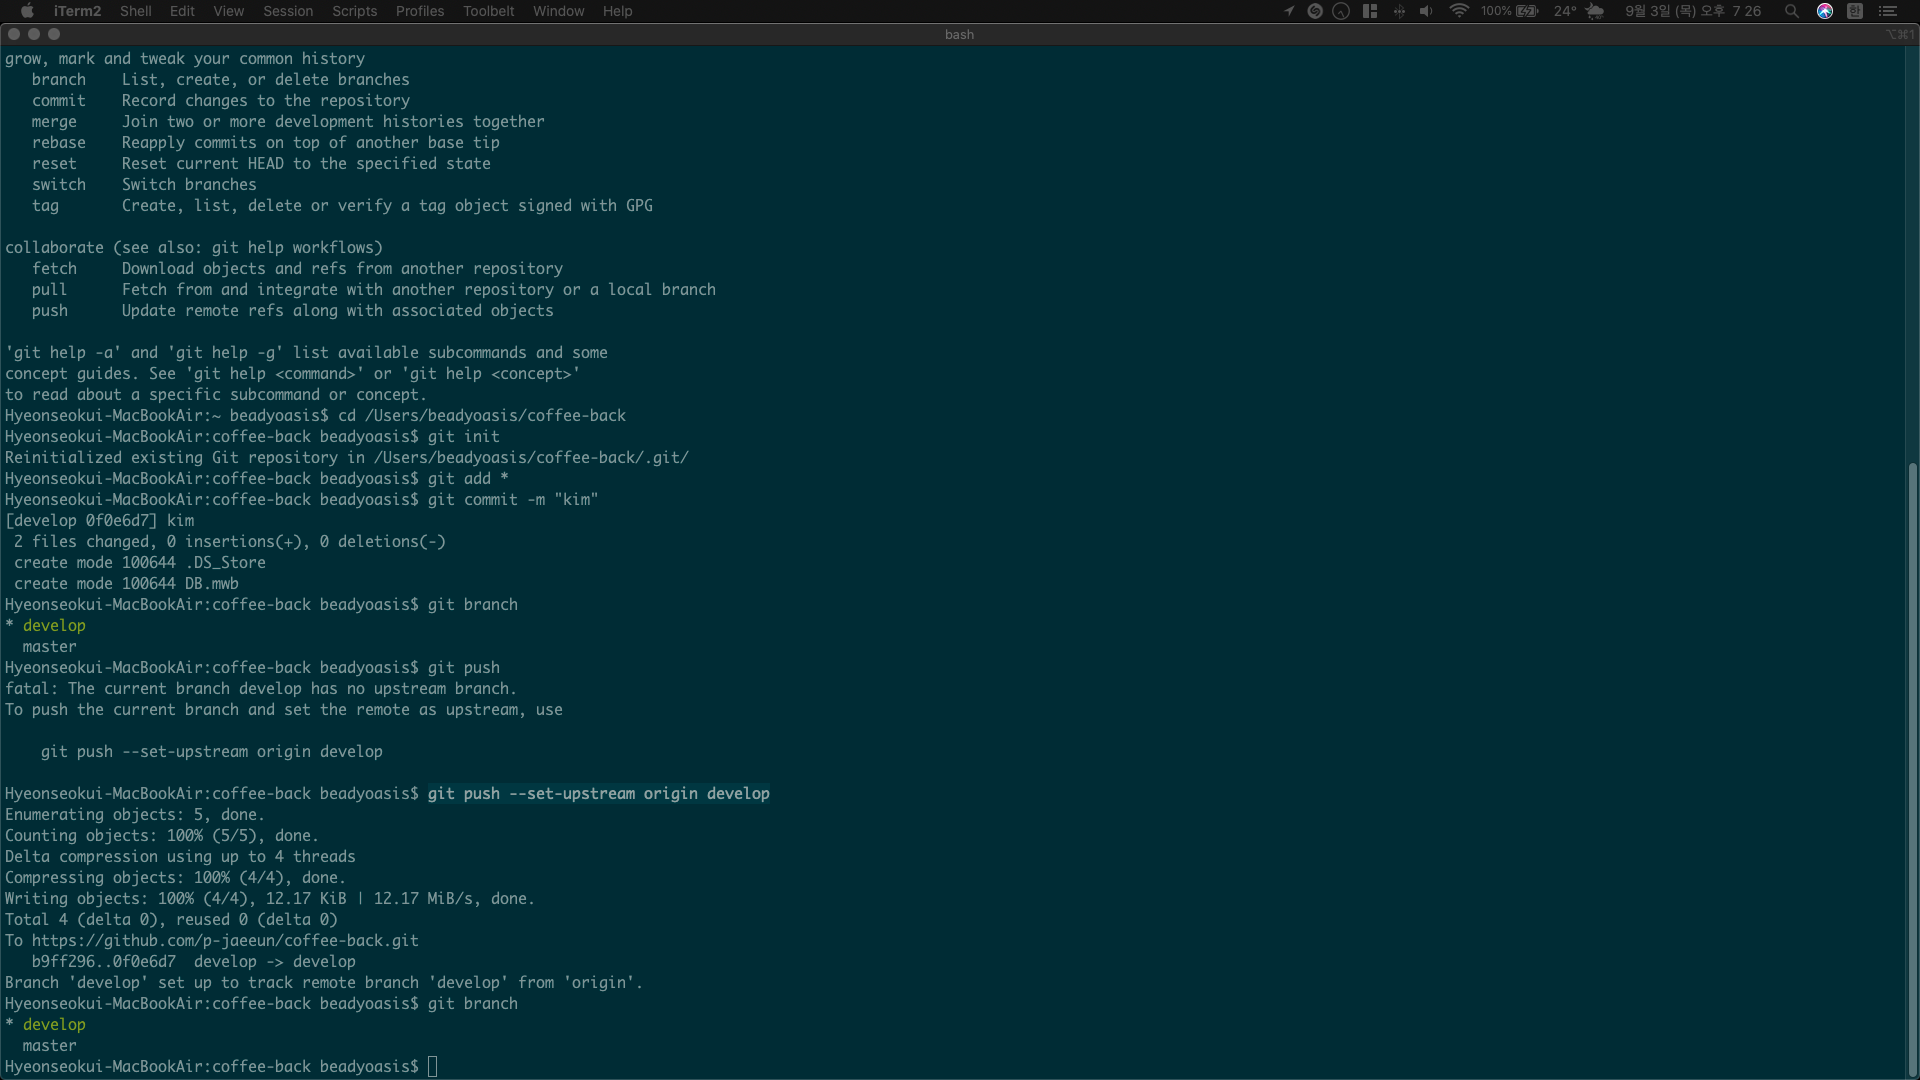 iTerm2 Shell Edit View Session Scripts Profiles Toolbelt Window Help 100% 24° 9월 3일 (목) 오후 7 26 한
bash ⌥⌘1
grow, mark and tweak your common history
branch List, create, or delete branches
commit Record changes to the repository
merge Join two or more development histories together
rebase Reapply commits on top of another base tip
reset Reset current HEAD to the specified state
switch Switch branches
tag Create, list, delete or verify a tag object signed with GPG
collaborate (see also: git help workflows)
fetch Download objects and refs from another repository
pull Fetch from and integrate with another repository or a local branch
push Update remote refs along with associated objects
'git help -a' and 'git help -g' list available subcommands and some
concept guides. See 'git help <command>' or 'git help <concept>'
to read about a specific subcommand or concept.
Hyeonseokui-MacBookAir:~ beadyoasis$ cd /Users/beadyoasis/coffee-back
Hyeonseokui-MacBookAir:coffee-back beadyoasis$ git init
Reinitialized existing Git repository in /Users/beadyoasis/coffee-back/.git/
Hyeonseokui-MacBookAir:coffee-back beadyoasis$ git add *
Hyeonseokui-MacBookAir:coffee-back beadyoasis$ git commit -m "kim"
[develop 0f0e6d7] kim
2 files changed, 0 insertions(+), 0 deletions(-)
create mode 100644 .DS_Store
create mode 100644 DB.mwb
Hyeonseokui-MacBookAir:coffee-back beadyoasis$ git branch
* develop
master
Hyeonseokui-MacBookAir:coffee-back beadyoasis$ git push
fatal: The current branch develop has no upstream branch.
To push the current branch and set the remote as upstream, use
git push --set-upstream origin develop
Hyeonseokui-MacBookAir:coffee-back beadyoasis$ git push --set-upstream origin develop
Enumerating objects: 5, done.
Counting objects: 100% (5/5), done.
Delta compression using up to 4 threads
Compressing objects: 100% (4/4), done.
Writing objects: 100% (4/4), 12.17 KiB | 12.17 MiB/s, done.
Total 4 (delta 0), reused 0 (delta 0)
To https://github.com/p-jaeeun/coffee-back.git
b9ff296..0f0e6d7 develop -> develop
Branch 'develop' set up to track remote branch 'develop' from 'origin'.
Hyeonseokui-MacBookAir:coffee-back beadyoasis$ git branch
* develop
master
Hyeonseokui-MacBookAir:coffee-back beadyoasis$